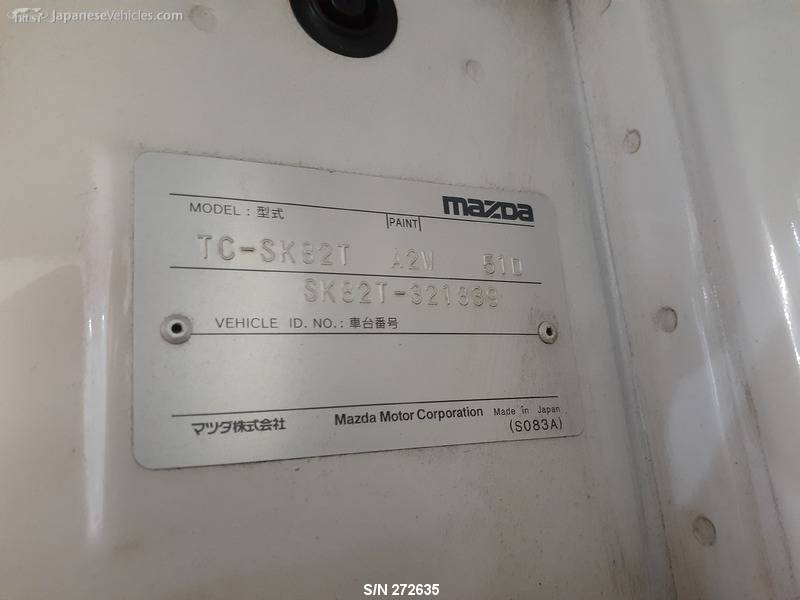 JapaneseVehicles.com
mazda
MODEL : 型式
PAINT
TC-SK82T A2W 51D
SK82T-321839
VEHICLE ID. NO. : 車台番号
マツダ株式会社 Mazda Motor Corporation Made in Japan
(S083A)
S/N 272635